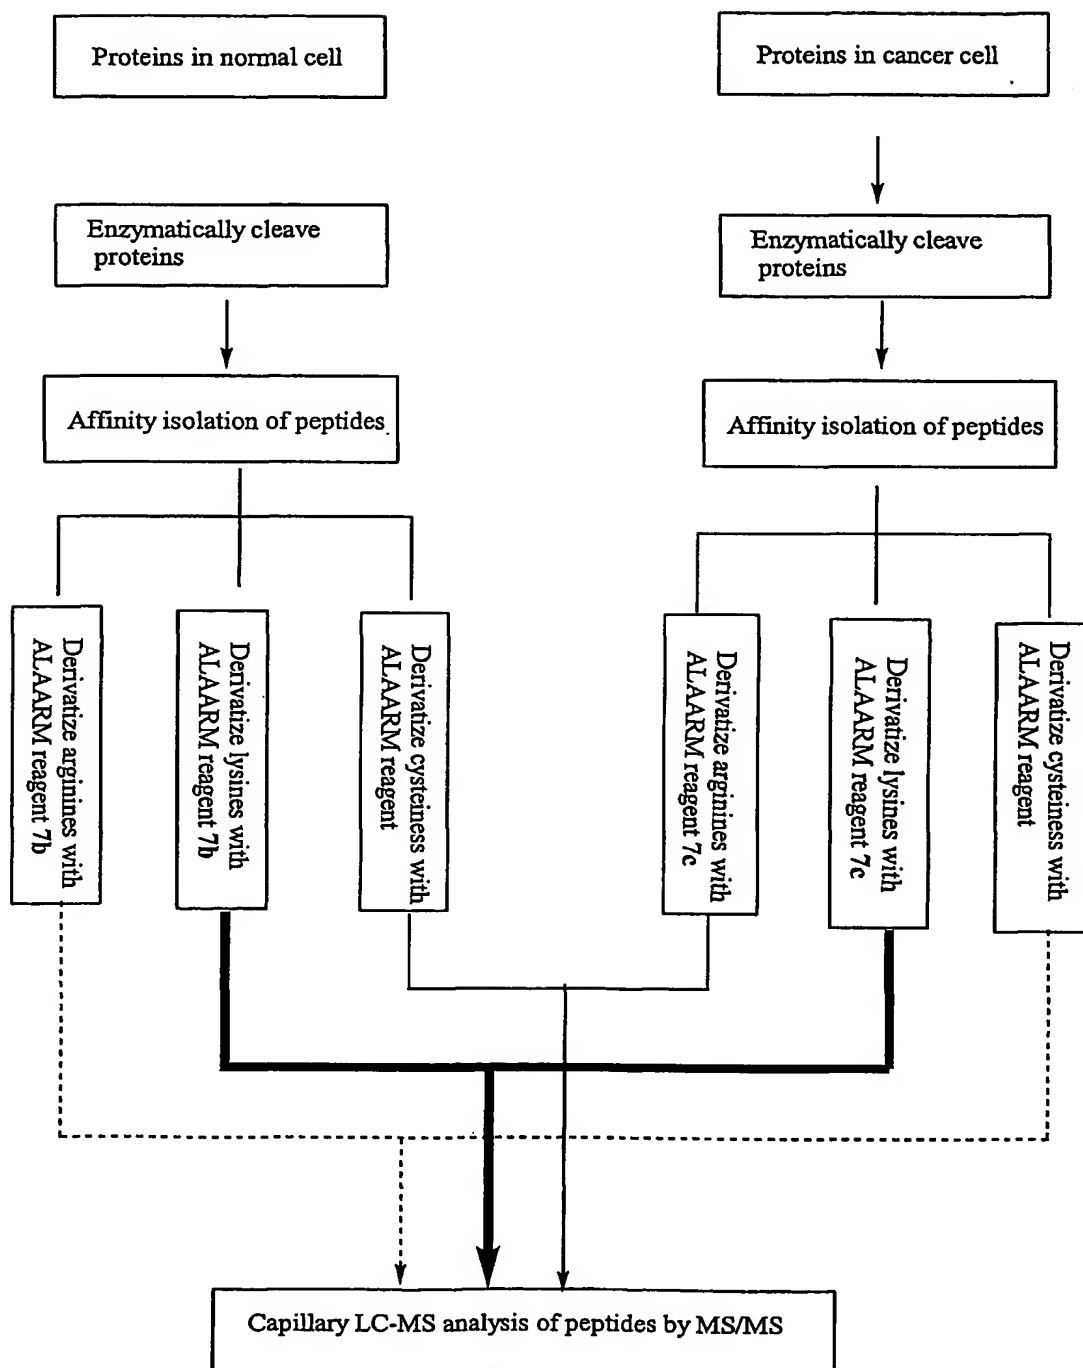 Proteins in normal cell
Proteins in cancer cell
Enzymatically cleave
proteins
Enzymatically cleave
proteins
Affinity isolation of peptides
Affinity isolation of peptides
Derivatize arginines with
ALAARM reagent 7b
Derivatize lysines with
ALAARM reagent 7b
Derivatize cysteiness with
ALAARM reagent
Derivatize arginines with
ALAARM reagent 7c
Derivatize lysines with
ALAARM reagent 7c
Derivatize cysteiness with
ALAARM reagent
Capillary LC-MS analysis of peptides by MS/MS